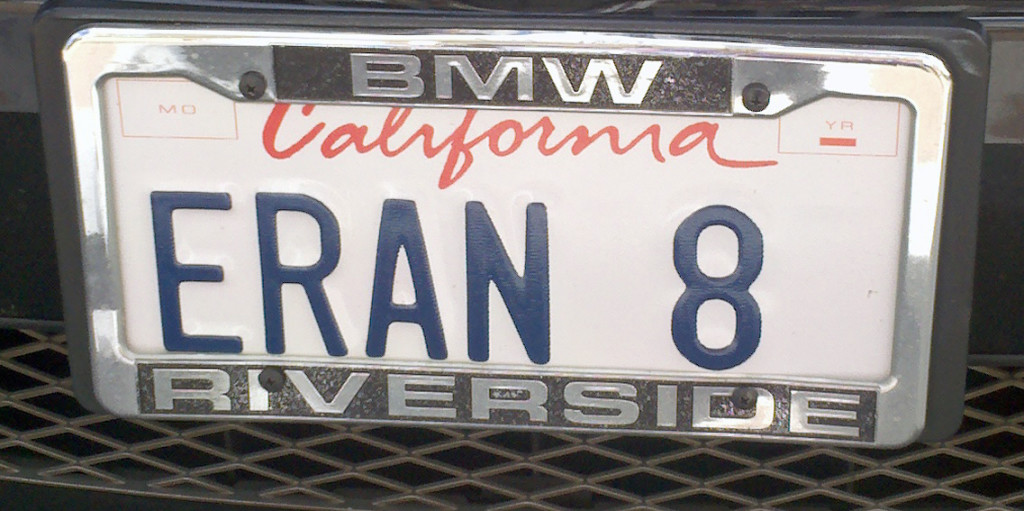 BMW
MO California YR
ERAN 8
RIVERSIDE